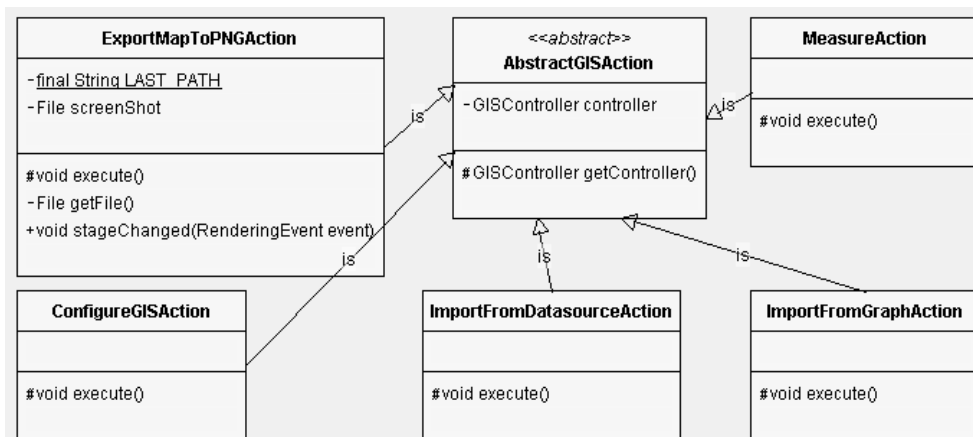 ExportMapToPNGAction
-final String LAST_PATH
-File screenShot
#void execute()
-File getFile()
+void stageChanged(RenderingEvent event)
<<abstract>>
AbstractGISAction
-GISController controller
#GISController getController()
MeasureAction
#void execute()
is
is
is
is
is
ConfigureGISAction
#void execute()
ImportFromDatasourceAction
#void execute()
ImportFromGraphAction
#void execute()